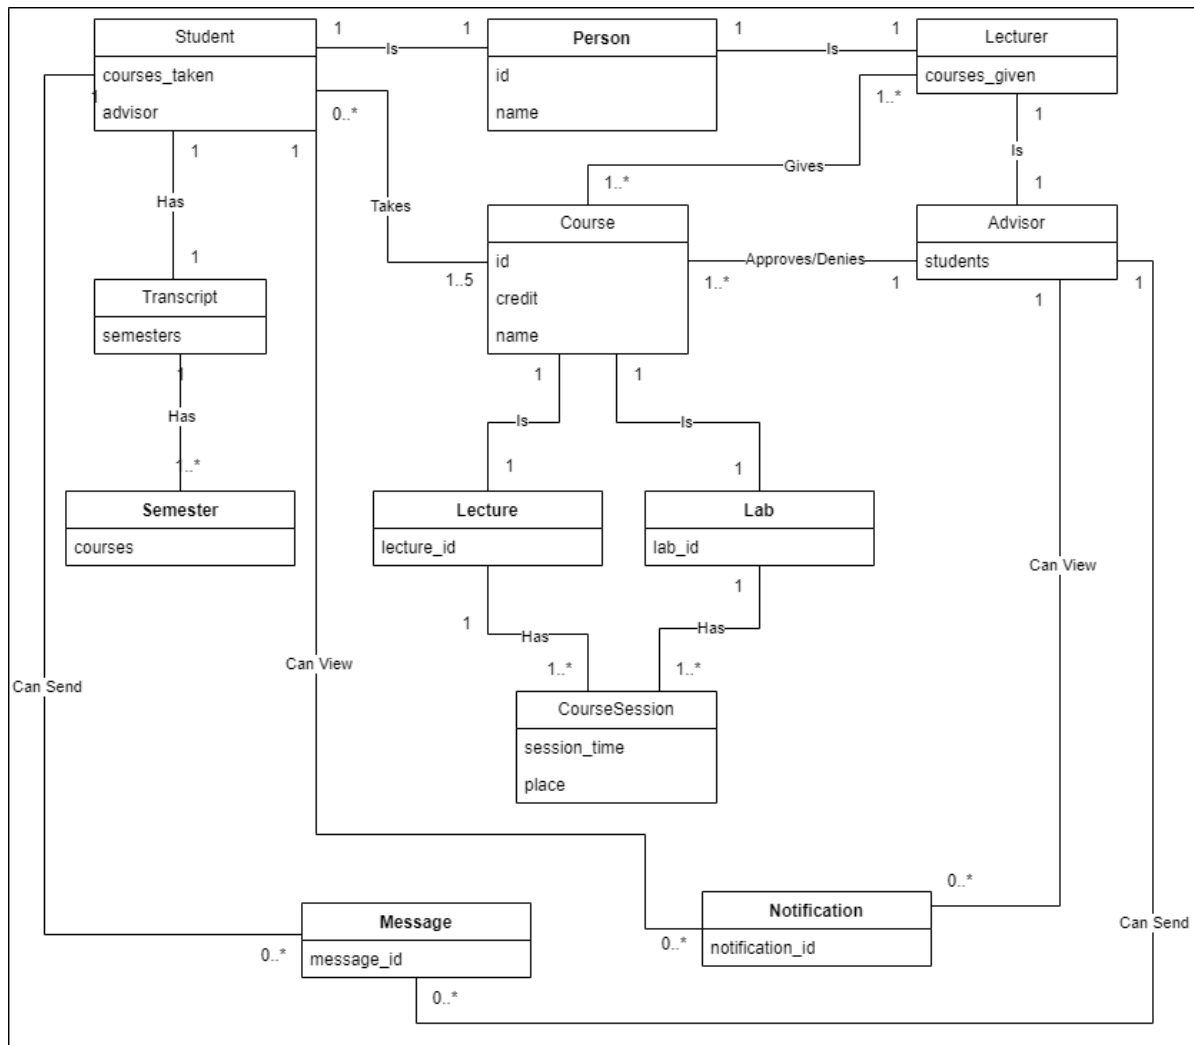 Student
courses_taken
advisor
1
1
Is
Person
id
name
1
1
Is
Lecturer
courses_given
1
0..*
1
1
1..*
1
Has
Takes
Gives
Is
1
1..*
1
Transcript
semesters
1..5
Course
id
credit
name
Approves/Denies
1..*
1
Advisor
students
1
1
1
Has
1..*
Semester
courses
1
1
Is
Is
1
1
Lecture
lecture_id
Lab
lab_id
1
1
Has
Has
1..*
1..*
CourseSession
session_time
place
Can Send
Can View
Can View
Can Send
0..*
0..*
Message
message_id
0..*
0..*
Notification
notification_id